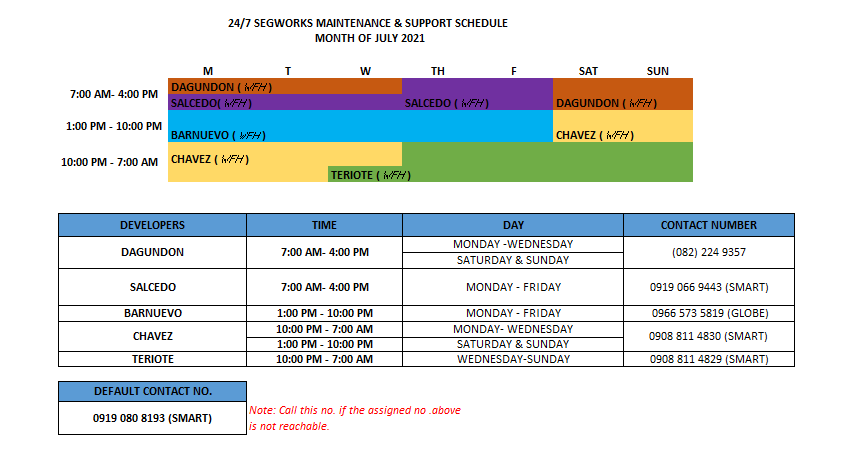 24/7 SEGWORKS MAINTENANCE & SUPPORT SCHEDULE
MONTH OF JULY 2021
M T W TH F SAT SUN
7:00 AM- 4:00 PM
DAGUNDON ( WFH )
SALCEDO( WFH ) SALCEDO ( WFH ) DAGUNDON ( WFH )
1:00 PM - 10:00 PM
BARNUEVO ( WFH ) CHAVEZ ( WFH )
10:00 PM - 7:00 AM
CHAVEZ ( WFH )
TERIOTE ( WFH )
DEVELOPERS TIME DAY CONTACT NUMBER
DAGUNDON 7:00 AM- 4:00 PM MONDAY -WEDNESDAY (082) 224 9357
SATURDAY & SUNDAY
SALCEDO 7:00 AM- 4:00 PM MONDAY - FRIDAY 0919 066 9443 (SMART)
BARNUEVO 1:00 PM - 10:00 PM MONDAY - FRIDAY 0966 573 5819 (GLOBE)
CHAVEZ 10:00 PM - 7:00 AM MONDAY- WEDNESDAY 0908 811 4830 (SMART)
1:00 PM - 10:00 PM SATURDAY & SUNDAY
TERIOTE 10:00 PM - 7:00 AM WEDNESDAY-SUNDAY 0908 811 4829 (SMART)
DEFAULT CONTACT NO.
0919 080 8193 (SMART)
Note: Call this no. if the assigned no .above
is not reachable.